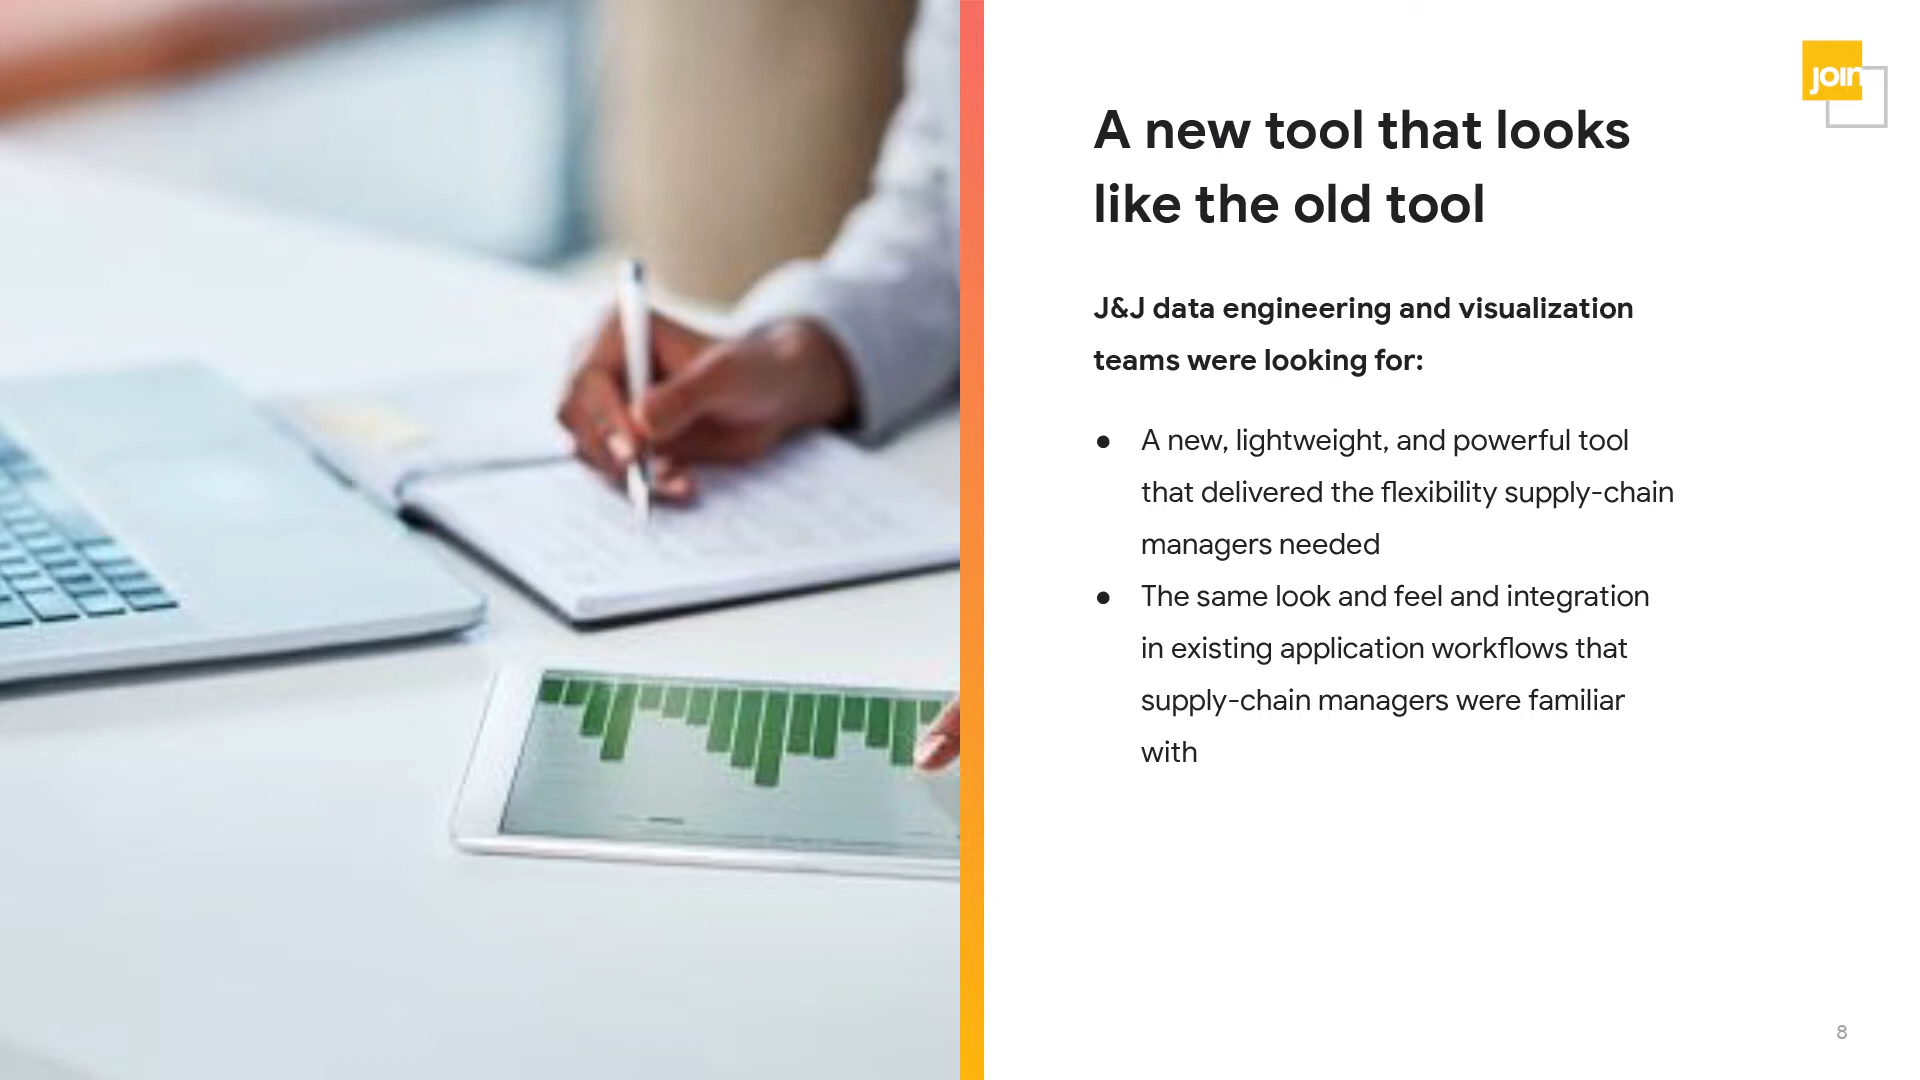 join
A new tool that looks
like the old tool
J&J data engineering and visualization
teams were looking for:
● A new, lightweight, and powerful tool
that delivered the flexibility supply-chain
managers needed
● The same look and feel and integration
in existing application workflows that
supply-chain managers were familiar
with
8